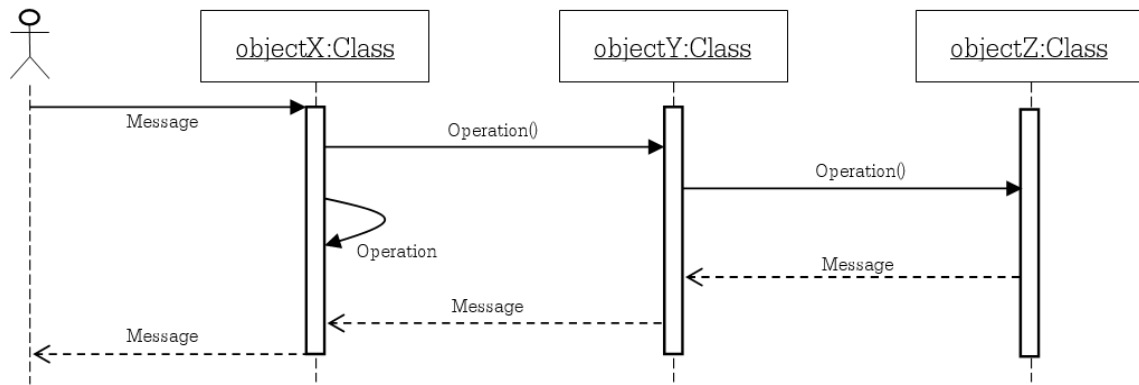 objectX:Class
objectY:Class
objectZ:Class
Message
Operation()
Operation()
Operation
Message
Message
Message